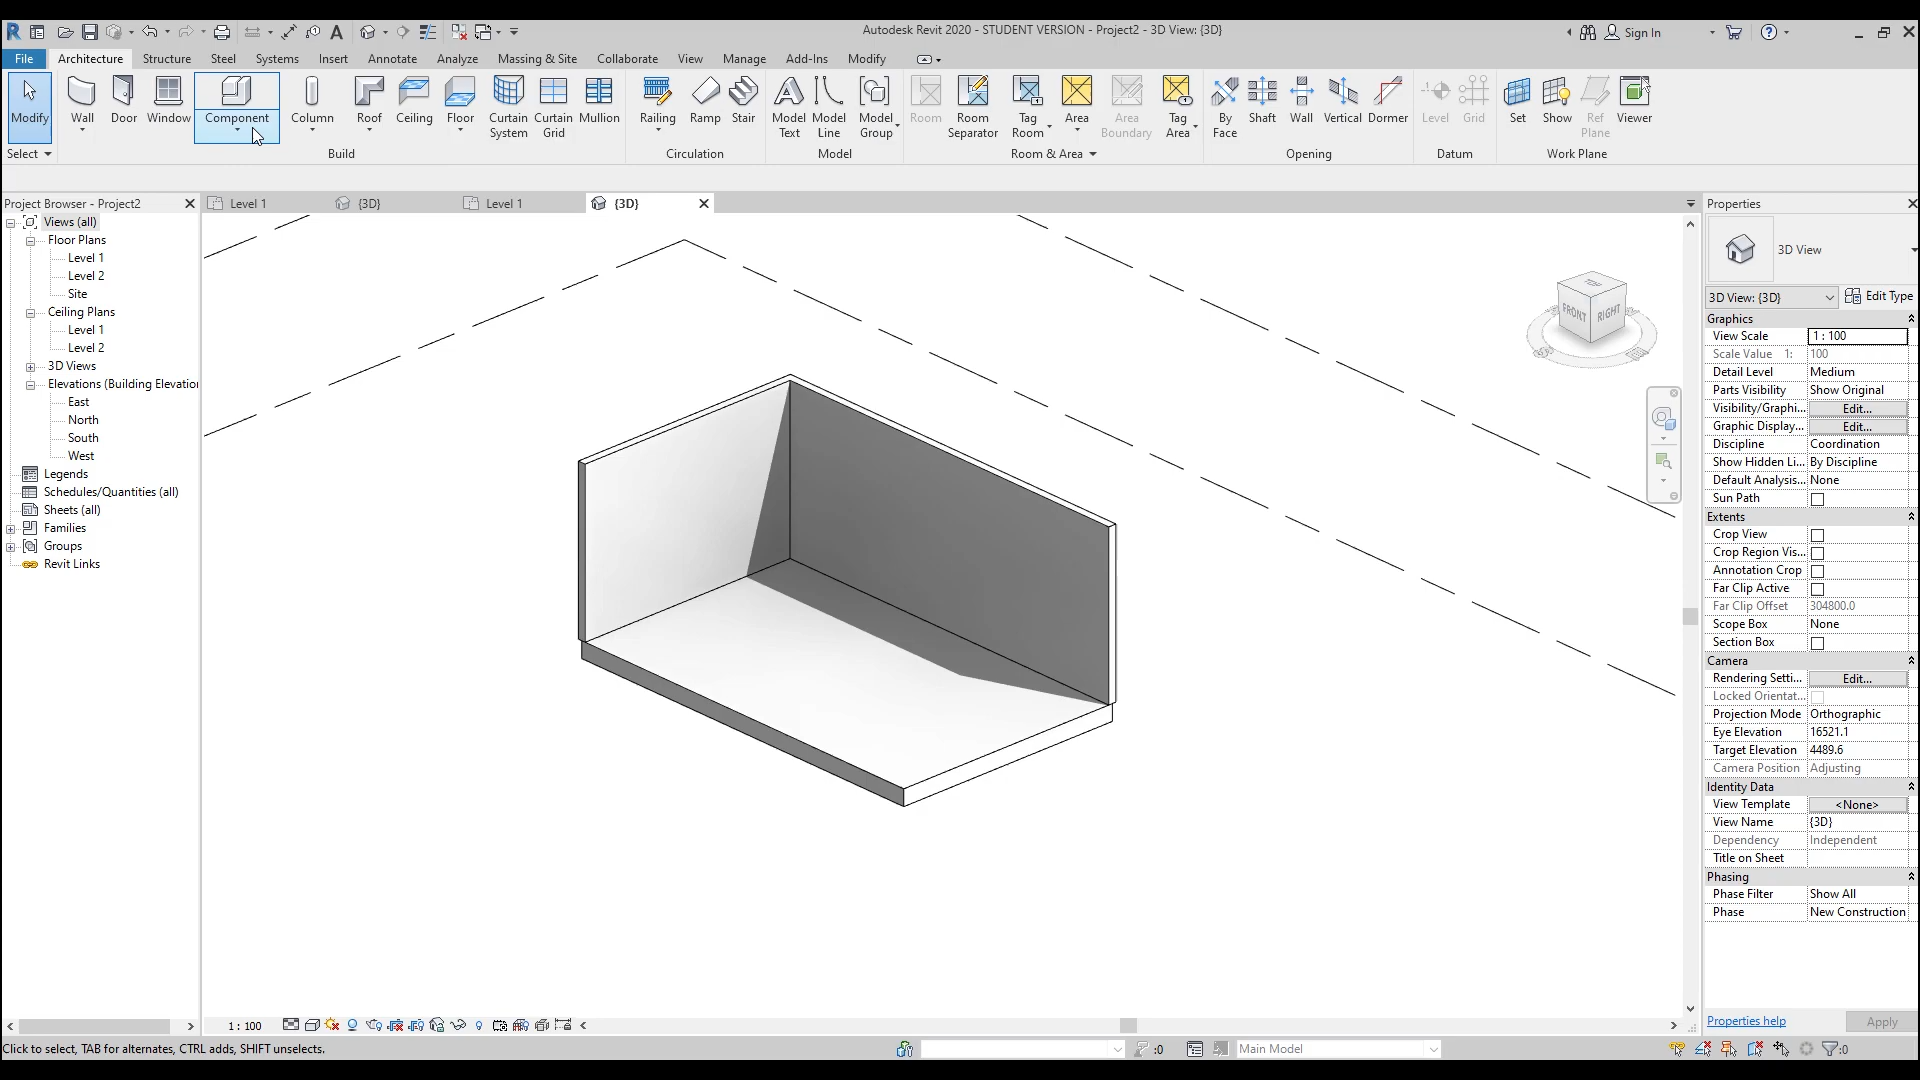 Autodesk Revit 2020 - STUDENT VERSION - Project2 - 3D View: {3D}
Sign In
File Architecture Structure Steel Systems Insert Annotate Analyze Massing & Site Collaborate View Manage Add-Ins Modify
Modify Wall Door Window Component Column Roof Ceiling Floor Curtain System Curtain Grid Mullion Railing Ramp Stair Model Text Model Line Model Group Room Room Separator Tag Room Area Area Boundary Tag Area By Face Shaft Wall Vertical Dormer Level Grid Set Show Ref Plane Viewer
Select Build Circulation Model Room & Area Opening Datum Work Plane
Project Browser - Project2
Level 1 {3D} Level 1 {3D}
Views (all)
Floor Plans
Level 1
Level 2
Site
Ceiling Plans
Level 1
Level 2
3D Views
Elevations (Building Elevation
East
North
South
West
Legends
Schedules/Quantities (all)
Sheets (all)
Families
Groups
Revit Links
TOP
FRONT RIGHT
Properties
3D View
3D View: {3D} Edit Type
Graphics
View Scale 1 : 100
Scale Value 1: 100
Detail Level Medium
Parts Visibility Show Original
Visibility/Graphi... Edit...
Graphic Display... Edit...
Discipline Coordination
Show Hidden Li... By Discipline
Default Analysis... None
Sun Path
Extents
Crop View
Crop Region Vis...
Annotation Crop
Far Clip Active
Far Clip Offset 304800.0
Scope Box None
Section Box
Camera
Rendering Setti... Edit...
Locked Orientat...
Projection Mode Orthographic
Eye Elevation 16521.1
Target Elevation 4489.6
Camera Position Adjusting
Identity Data
View Template <None>
View Name {3D}
Dependency Independent
Title on Sheet
Phasing
Phase Filter Show All
Phase New Construction
Properties help Apply
1 : 100
Click to select, TAB for alternates, CTRL adds, SHIFT unselects.
:0 Main Model :0